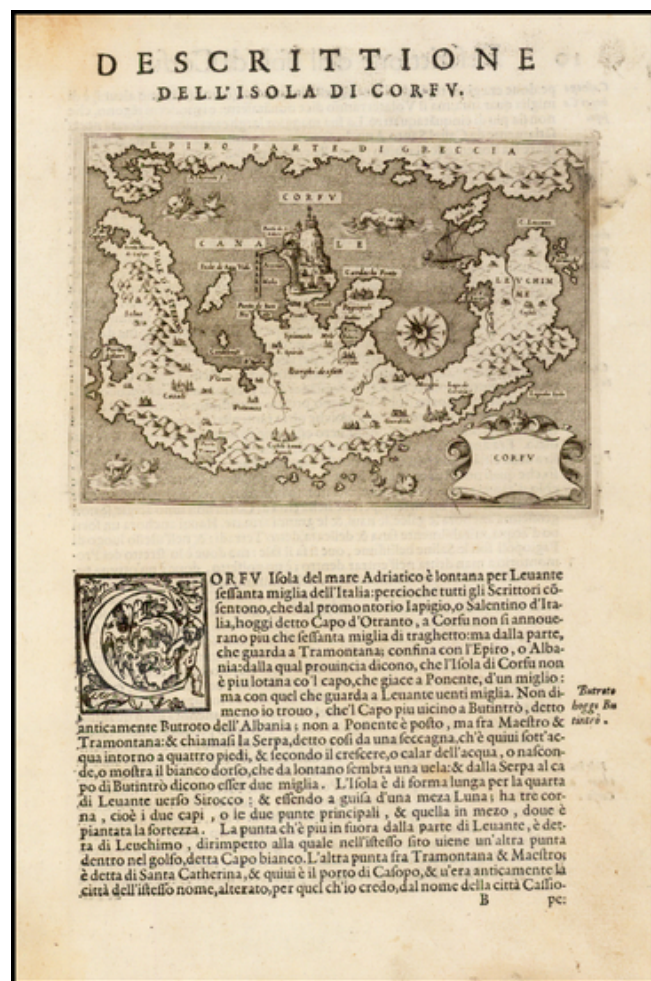 DESCRITTIONE
DELL'ISOLA DI CORFV.
EPIRO PARTE DI GRECCIA
CORFV
CANALE
LEVCHIM
ME
CORFV
CORFV Isola del mare Adriatico è lontana per Leuante
sessanta miglia dell'Italia: percioche tutti gli Scrittori cõ-
sentono, che dal promontorio Iapigio, o Salentino d'Ita-
lia, hoggi detto Capo d'Otranto, a Corfu non si annoue-
rano piu che sessanta miglia di traghetto: ma dalla parte,
che guarda a Tramontana; confina con l'Epiro, o Alba-
nia: dalla qual prouincia dicono, che l'Isola di Corfu non
è piu lõtana co'l capo, che giace a Ponente, d'un miglio:
ma con quel che guarda a Leuante uenti miglia. Non di-
meno io trouo, che'l Capo piu uicino a Butintrò, detto
anticamente Butroto dell'Albania; non a Ponente è posto, ma fra Maestro &
Tramontana: & chiamasi la Serpa, detto cosi da una seccagna, ch'è quiui sott'ac-
qua intorno a quattro piedi, & secondo il crescere, o calar dell'acqua, o nascon-
de, o mostra il bianco dorso, che da lontano sembra una uela: & dalla Serpa al ca
po di Butintrò dicono esser due miglia. L'Isola è di forma lunga per la quarta
di Leuante uerso Sirocco: & essendo a guisa d'una meza Luna; ha tre cor-
na, cioè i due capi, o le due punte principali, & quella in mezo, doue è
piantata la fortezza. La punta ch'è piu in fuora dalla parte di Leuante, è det-
ta di Leuchimo, dirimpetto alla quale nell'istesso sito uiene un'altra punta
dentro nel golfo, detta Capo bianco. L'altra punta fra Tramontana & Maestro;
è detta di Santa Catherina, & quiui è il porto di Casopo, & u'era anticamente la
città dell'istesso nome, alterato, per quel ch'io credo, dal nome della città Cassio-
B pe:
Butroto
hoggi Bu
tintrò.